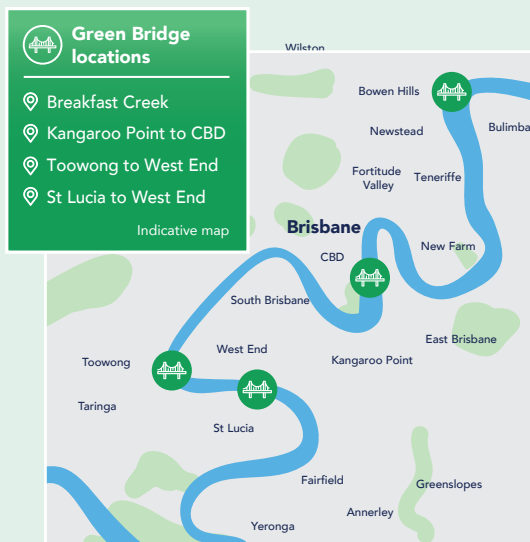 Green Bridge
locations
Breakfast Creek
Kangaroo Point to CBD
Toowong to West End
St Lucia to West End
Indicative map
Wilston
Bowen Hills
Newstead
Bulimba
Fortitude
Valley
Teneriffe
Brisbane
New Farm
CBD
South Brisbane
East Brisbane
West End
Kangaroo Point
Toowong
Taringa
St Lucia
Fairfield
Greenslopes
Annerley
Yeronga